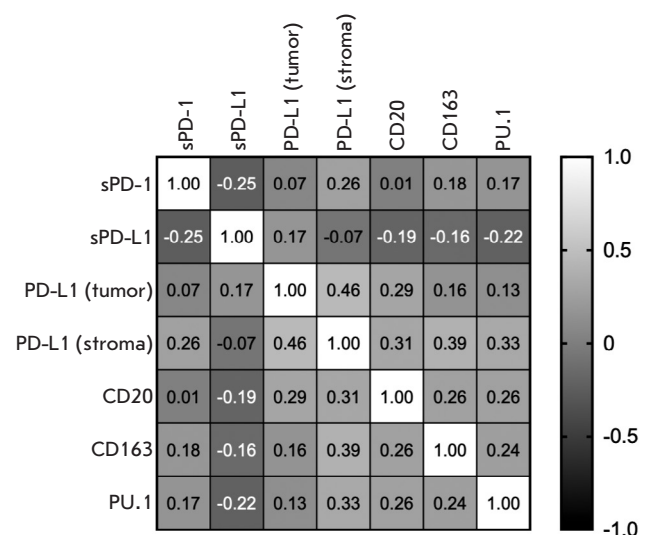 sPD-1 sPD-L1 PD-L1 (tumor) PD-L1 (stroma) CD20 CD163 PU.1
sPD-1 1.00 -0.25 0.07 0.26 0.01 0.18 0.17
sPD-L1 -0.25 1.00 0.17 -0.07 -0.19 -0.16 -0.22
PD-L1 (tumor) 0.07 0.17 1.00 0.46 0.29 0.16 0.13
PD-L1 (stroma) 0.26 -0.07 0.46 1.00 0.31 0.39 0.33
CD20 0.01 -0.19 0.29 0.31 1.00 0.26 0.26
CD163 0.18 -0.16 0.16 0.39 0.26 1.00 0.24
PU.1 0.17 -0.22 0.13 0.33 0.26 0.24 1.00
1.0
0.5
0
-0.5
-1.0